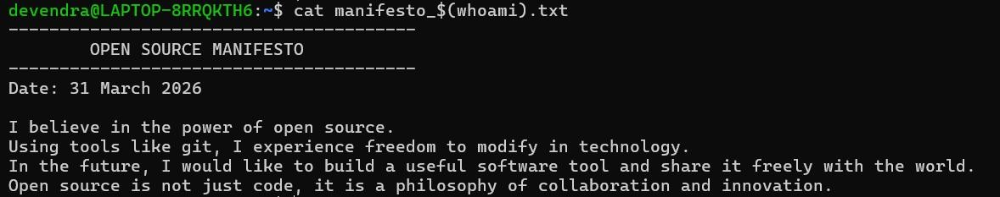 devendra@LAPTOP-8RRQKTH6:~$ cat manifesto_$(whoami).txt
----------------------------------------
OPEN SOURCE MANIFESTO
----------------------------------------
Date: 31 March 2026
I believe in the power of open source.
Using tools like git, I experience freedom to modify in technology.
In the future, I would like to build a useful software tool and share it freely with the world.
Open source is not just code, it is a philosophy of collaboration and innovation.